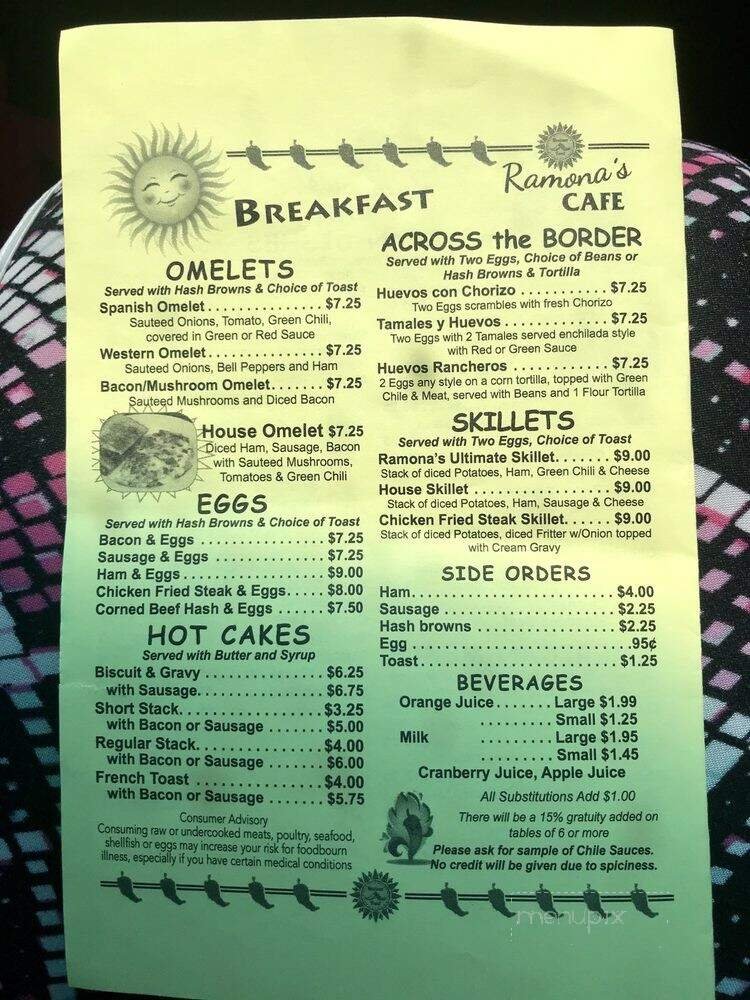 BREAKFAST
Ramona's
CAFE
OMELETS
Served with Hash Browns & Choice of Toast
Spanish Omelet . . . . . . . . . . . . . . . $7.25
Sauteed Onions, Tomato, Green Chili,
covered in Green or Red Sauce
Western Omelet . . . . . . . . . . . . . . . $7.25
Sauteed Onions, Bell Peppers and Ham
Bacon/Mushroom Omelet. . . . . . . $7.25
Sauteed Mushrooms and Diced Bacon
House Omelet $7.25
Diced Ham, Sausage, Bacon
with Sauteed Mushrooms,
Tomatoes & Green Chili
EGGS
Served with Hash Browns & Choice of Toast
Bacon & Eggs . . . . . . . . . . . . . . . . $7.25
Sausage & Eggs . . . . . . . . . . . . . . $7.25
Ham & Eggs . . . . . . . . . . . . . . . . . . $9.00
Chicken Fried Steak & Eggs. . . . . $8.00
Corned Beef Hash & Eggs . . . . . . $7.50
HOT CAKES
Served with Butter and Syrup
Biscuit & Gravy . . . . . . . . . . . . . . . $6.25
with Sausage. . . . . . . . . . . . . . . . $6.75
Short Stack. . . . . . . . . . . . . . . . . . $3.25
with Bacon or Sausage . . . . . . . $5.00
Regular Stack. . . . . . . . . . . . . . . . $4.00
with Bacon or Sausage . . . . . . . $6.00
French Toast . . . . . . . . . . . . . . . . $4.00
with Bacon or Sausage . . . . . . . $5.75
Consumer Advisory
Consuming raw or undercooked meats, poultry, seafood,
shellfish or eggs may increase your risk for foodbourn
illness, especially if you have certain medical conditions
ACROSS the BORDER
Served with Two Eggs, Choice of Beans or
Hash Browns & Tortilla
Huevos con Chorizo . . . . . . . . . . . $7.25
Two Eggs scrambles with fresh Chorizo
Tamales y Huevos . . . . . . . . . . . . . $7.25
Two Eggs with 2 Tamales served enchilada style
with Red or Green Sauce
Huevos Rancheros . . . . . . . . . . . . $7.25
2 Eggs any style on a corn tortilla, topped with Green
Chile & Meat, served with Beans and 1 Flour Tortilla
SKILLETS
Served with Two Eggs, Choice of Toast
Ramona's Ultimate Skillet. . . . . . . $9.00
Stack of diced Potatoes, Ham, Green Chili & Cheese
House Skillet . . . . . . . . . . . . . . . . . $9.00
Stack of diced Potatoes, Ham, Sausage & Cheese
Chicken Fried Steak Skillet. . . . . . $9.00
Stack of diced Potatoes, diced Fritter w/Onion topped
with Cream Gravy
SIDE ORDERS
Ham. . . . . . . . . . . . . . . . . . . . . . . . . $4.00
Sausage . . . . . . . . . . . . . . . . . . . . . $2.25
Hash browns . . . . . . . . . . . . . . . . . $2.25
Egg . . . . . . . . . . . . . . . . . . . . . . . . . . .95¢
Toast . . . . . . . . . . . . . . . . . . . . . . . . $1.25
BEVERAGES
Orange Juice . . . . . . . Large $1.99
. . . . . . . . . Small $1.25
Milk . . . . . . . . . Large $1.95
. . . . . . . . . Small $1.45
Cranberry Juice, Apple Juice
All Substitutions Add $1.00
There will be a 15% gratuity added on
tables of 6 or more
Please ask for sample of Chile Sauces.
No credit will be given due to spiciness.
menupix